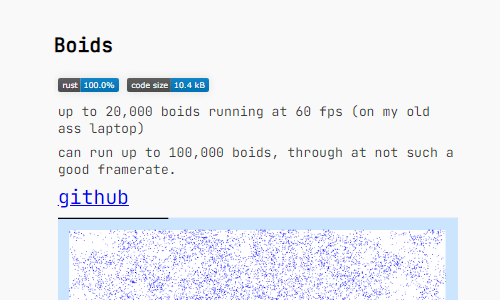 Boids
rust 100.0% code size 10.4 kB
up to 20,000 boids running at 60 fps (on my old
ass laptop)
can run up to 100,000 boids, through at not such a
good framerate.
github